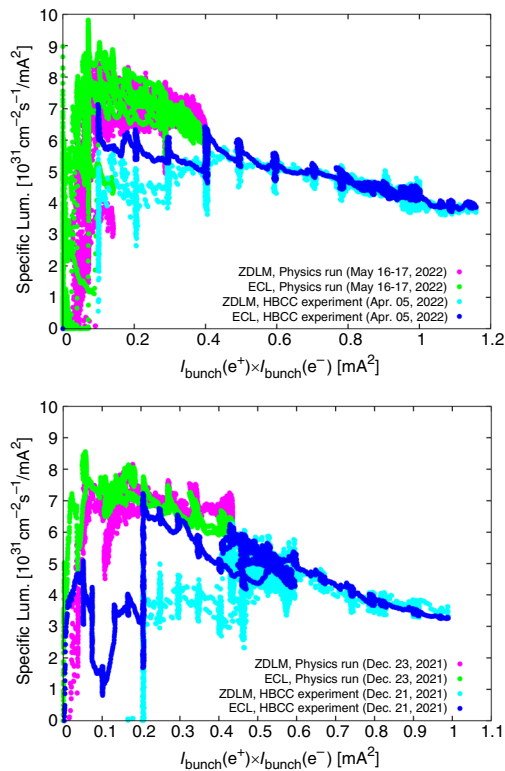 10
9
8
7
6
5
4
3
2
1
0
Specific Lum. [10³¹cm⁻²s⁻¹/mA²]
ZDLM, Physics run (May 16-17, 2022)
ECL, Physics run (May 16-17, 2022)
ZDLM, HBCC experiment (Apr. 05, 2022)
ECL, HBCC experiment (Apr. 05, 2022)
0 0.2 0.4 0.6 0.8 1 1.2
I_bunch(e⁺)×I_bunch(e⁻) [mA²]
10
9
8
7
6
5
4
3
2
1
0
Specific Lum. [10³¹cm⁻²s⁻¹/mA²]
ZDLM, Physics run (Dec. 23, 2021)
ECL, Physics run (Dec. 23, 2021)
ZDLM, HBCC experiment (Dec. 21, 2021)
ECL, HBCC experiment (Dec. 21, 2021)
0 0.1 0.2 0.3 0.4 0.5 0.6 0.7 0.8 0.9 1 1.1
I_bunch(e⁺)×I_bunch(e⁻) [mA²]